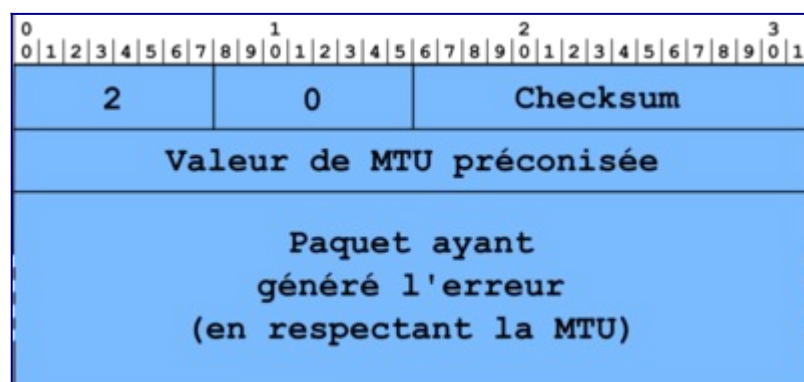 0 1 2 3
0|1|2|3|4|5|6|7|8|9|0|1|2|3|4|5|6|7|8|9|0|1|2|3|4|5|6|7|8|9|0|1
2 0 Checksum
Valeur de MTU préconisée
Paquet ayant
généré l'erreur
(en respectant la MTU)